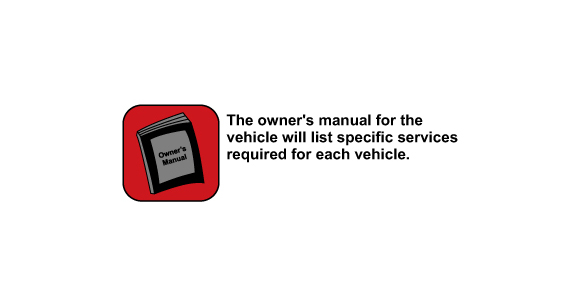 The owner's manual for the
vehicle will list specific services
required for each vehicle.
Owner's
Manual